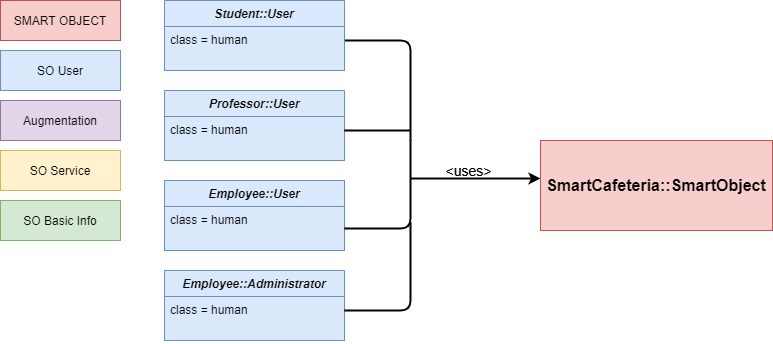 SMART OBJECT
SO User
Augmentation
SO Service
SO Basic Info
Student::User
class = human
Professor::User
class = human
Employee::User
class = human
Employee::Administrator
class = human
<uses>
SmartCafeteria::SmartObject